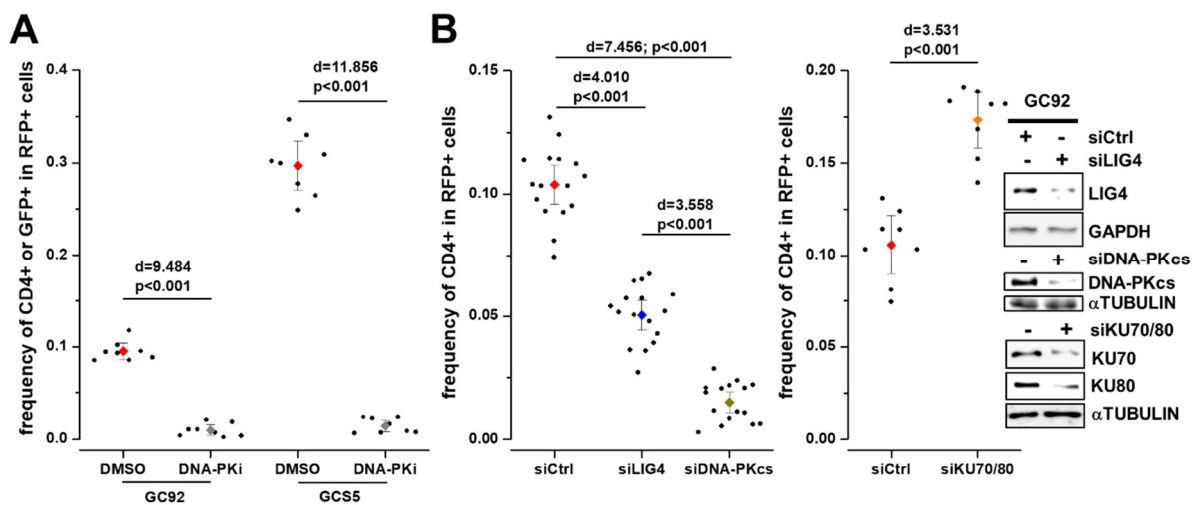 A
frequency of CD4+ or GFP+ in RFP+ cells
0.4
0.3
0.2
0.1
0.0
d=9.484
p<0.001
d=11.856
p<0.001
DMSO DNA-PKi DMSO DNA-PKi
GC92 GCS5
B
frequency of CD4+ in RFP+ cells
0.15
0.10
0.05
0.00
d=7.456; p<0.001
d=4.010
p<0.001
d=3.558
p<0.001
siCtrl siLIG4 siDNA-PKcs
frequency of CD4+ in RFP+ cells
0.20
0.15
0.10
0.05
0.00
d=3.531
p<0.001
siCtrl siKU70/80
GC92
+ - siCtrl
- + siLIG4
LIG4
GAPDH
- + siDNA-PKcs
DNA-PKcs
αTUBULIN
- + siKU70/80
KU70
KU80
αTUBULIN